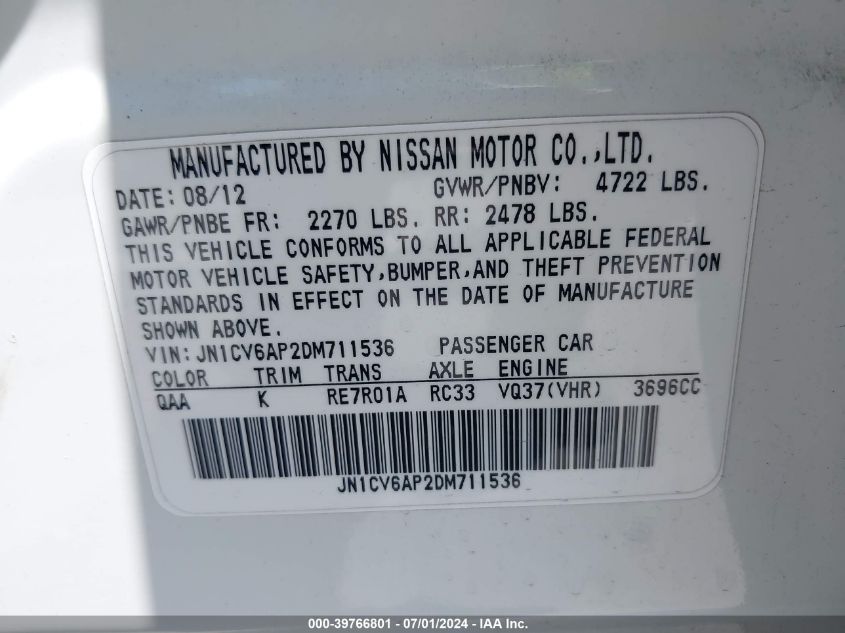 MANUFACTURED BY NISSAN MOTOR CO.,LTD.
DATE: 08/12 GVWR/PNBV: 4722 LBS.
GAWR/PNBE FR: 2270 LBS. RR: 2478 LBS.
THIS VEHICLE CONFORMS TO ALL APPLICABLE FEDERAL
MOTOR VEHICLE SAFETY,BUMPER,AND THEFT PREVENTION
STANDARDS IN EFFECT ON THE DATE OF MANUFACTURE
SHOWN ABOVE.
VIN: JN1CV6AP2DM711536 PASSENGER CAR
COLOR TRIM TRANS AXLE ENGINE
QAA K RE7R01A RC33 VQ37(VHR) 3696CC
JN1CV6AP2DM711536
000-39766801 - 07/01/2024 - IAA Inc.